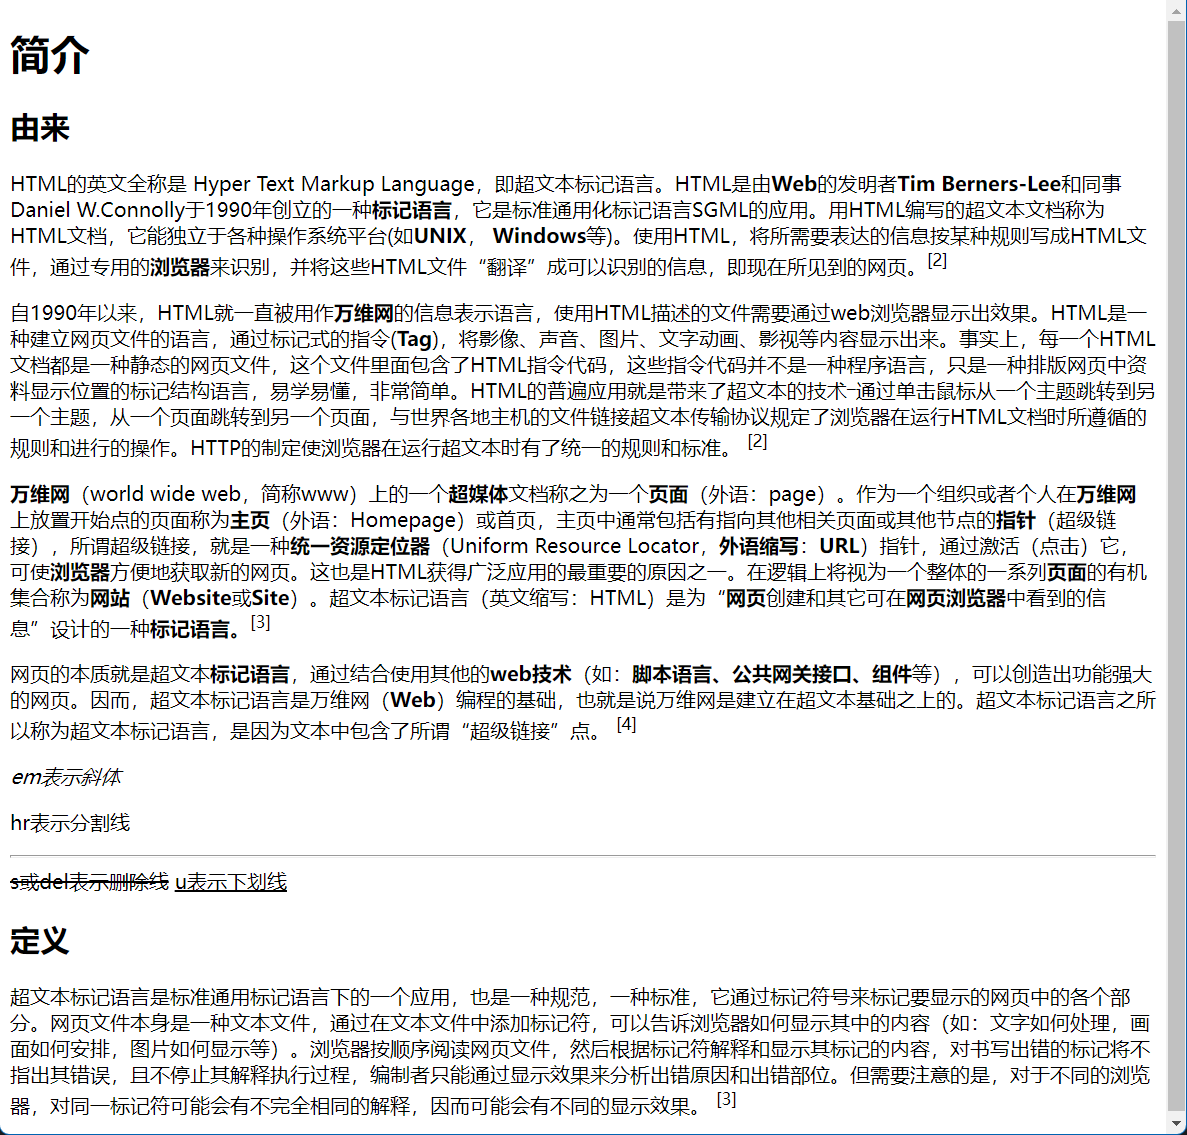 简介
由来
HTML的英文全称是 Hyper Text Markup Language，即超文本标记语言。HTML是由Web的发明者Tim Berners-Lee和同事
Daniel W.Connolly于1990年创立的一种标记语言，它是标准通用化标记语言SGML的应用。用HTML编写的超文本文档称为
HTML文档，它能独立于各种操作系统平台(如UNIX， Windows等)。使用HTML，将所需要表达的信息按某种规则写成HTML文
件，通过专用的浏览器来识别，并将这些HTML文件“翻译”成可以识别的信息，即现在所见到的网页。[2]
自1990年以来，HTML就一直被用作万维网的信息表示语言，使用HTML描述的文件需要通过web浏览器显示出效果。HTML是一
种建立网页文件的语言，通过标记式的指令(Tag)，将影像、声音、图片、文字动画、影视等内容显示出来。事实上，每一个HTML
文档都是一种静态的网页文件，这个文件里面包含了HTML指令代码，这些指令代码并不是一种程序语言，只是一种排版网页中资
料显示位置的标记结构语言，易学易懂，非常简单。HTML的普遍应用就是带来了超文本的技术–通过单击鼠标从一个主题跳转到另
一个主题，从一个页面跳转到另一个页面，与世界各地主机的文件链接超文本传输协议规定了浏览器在运行HTML文档时所遵循的
规则和进行的操作。HTTP的制定使浏览器在运行超文本时有了统一的规则和标准。 [2]
万维网（world wide web，简称www）上的一个超媒体文档称之为一个页面（外语：page）。作为一个组织或者个人在万维网
上放置开始点的页面称为主页（外语：Homepage）或首页，主页中通常包括有指向其他相关页面或其他节点的指针（超级链
接），所谓超级链接，就是一种统一资源定位器（Uniform Resource Locator，外语缩写：URL）指针，通过激活（点击）它，
可使浏览器方便地获取新的网页。这也是HTML获得广泛应用的最重要的原因之一。在逻辑上将视为一个整体的一系列页面的有机
集合称为网站（Website或Site）。超文本标记语言（英文缩写：HTML）是为“网页创建和其它可在网页浏览器中看到的信
息”设计的一种标记语言。[3]
网页的本质就是超文本标记语言，通过结合使用其他的web技术（如：脚本语言、公共网关接口、组件等），可以创造出功能强大
的网页。因而，超文本标记语言是万维网（Web）编程的基础，也就是说万维网是建立在超文本基础之上的。超文本标记语言之所
以称为超文本标记语言，是因为文本中包含了所谓“超级链接”点。 [4]
em表示斜体
hr表示分割线
s或del表示删除线 u表示下划线
定义
超文本标记语言是标准通用标记语言下的一个应用，也是一种规范，一种标准，它通过标记符号来标记要显示的网页中的各个部
分。网页文件本身是一种文本文件，通过在文本文件中添加标记符，可以告诉浏览器如何显示其中的内容（如：文字如何处理，画
面如何安排，图片如何显示等）。浏览器按顺序阅读网页文件，然后根据标记符解释和显示其标记的内容，对书写出错的标记将不
指出其错误，且不停止其解释执行过程，编制者只能通过显示效果来分析出错原因和出错部位。但需要注意的是，对于不同的浏览
器，对同一标记符可能会有不完全相同的解释，因而可能会有不同的显示效果。 [3]